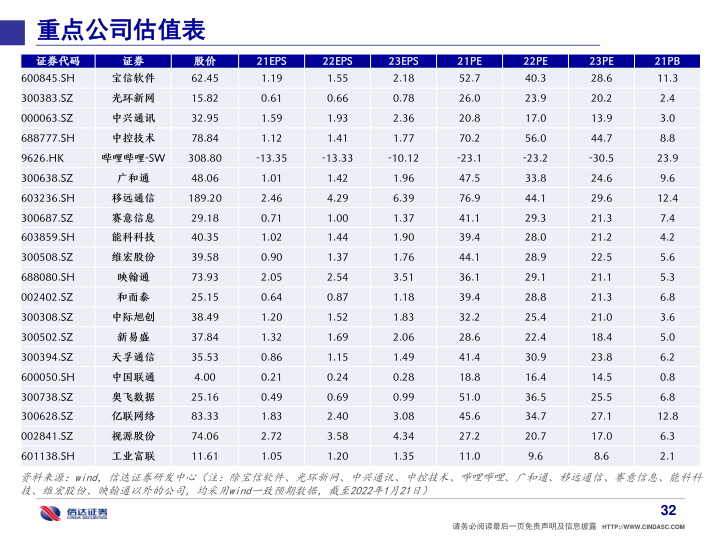 重点公司估值表
证券代码 证券 股价 21EPS 22EPS 23EPS 21PE 22PE 23PE 21PB
600845.SH 宝信软件 62.45 1.19 1.55 2.18 52.7 40.3 28.6 11.3
300383.SZ 光环新网 15.82 0.61 0.66 0.78 26.0 23.9 20.2 2.4
000063.SZ 中兴通讯 32.95 1.59 1.93 2.36 20.8 17.0 13.9 3.0
688777.SH 中控技术 78.84 1.12 1.41 1.77 70.2 56.0 44.7 8.8
9626.HK 哔哩哔哩-SW 308.80 -13.35 -13.33 -10.12 -23.1 -23.2 -30.5 23.9
300638.SZ 广和通 48.06 1.01 1.42 1.96 47.5 33.8 24.6 9.6
603236.SH 移远通信 189.20 2.46 4.29 6.39 76.9 44.1 29.6 12.4
300687.SZ 赛意信息 29.18 0.71 1.00 1.37 41.1 29.3 21.3 7.4
603859.SH 能科科技 40.35 1.02 1.44 1.90 39.4 28.0 21.2 4.2
300508.SZ 维宏股份 39.58 0.90 1.37 1.76 44.1 28.9 22.5 5.6
688080.SH 映翰通 73.93 2.05 2.54 3.51 36.1 29.1 21.1 5.3
002402.SZ 和而泰 25.15 0.64 0.87 1.18 39.4 28.8 21.3 6.8
300308.SZ 中际旭创 38.49 1.20 1.52 1.83 32.2 25.4 21.0 3.6
300502.SZ 新易盛 37.84 1.32 1.69 2.06 28.6 22.4 18.4 5.0
300394.SZ 天孚通信 35.53 0.86 1.15 1.49 41.4 30.9 23.8 6.2
600050.SH 中国联通 4.00 0.21 0.24 0.28 18.8 16.4 14.5 0.8
300738.SZ 奥飞数据 25.16 0.49 0.69 0.99 51.0 36.5 25.5 6.8
300628.SZ 亿联网络 83.33 1.83 2.40 3.08 45.6 34.7 27.1 12.8
002841.SZ 视源股份 74.06 2.72 3.58 4.34 27.2 20.7 17.0 6.3
601138.SH 工业富联 11.61 1.05 1.20 1.35 11.0 9.6 8.6 2.1
资料来源：wind，信达证券研发中心（注：除宝信软件、光环新网、中兴通讯、中控技术、哔哩哔哩、广和通、移远通信、赛意信息、能科科
技、维宏股份、映翰通以外的公司，均采用wind一致预期数据，截至2022年1月21日）
信达证券
CINDA SECURITIES
32
请务必阅读最后一页免责声明及信息披露 HTTP://WWW.CINDASC.COM